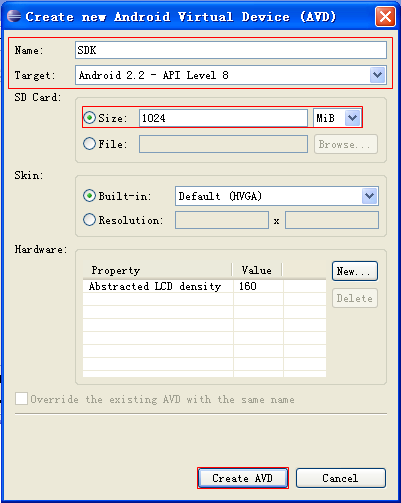 Create new Android Virtual Device (AVD)
Name: SDK
Target: Android 2.2 - API Level 8
SD Card:
Size: 1024 MiB
File: Browse...
Skin:
Built-in: Default (HVGA)
Resolution: x
Hardware:
Property Value New...
Abstracted LCD density 160
Delete
Override the existing AVD with the same name
Create AVD Cancel